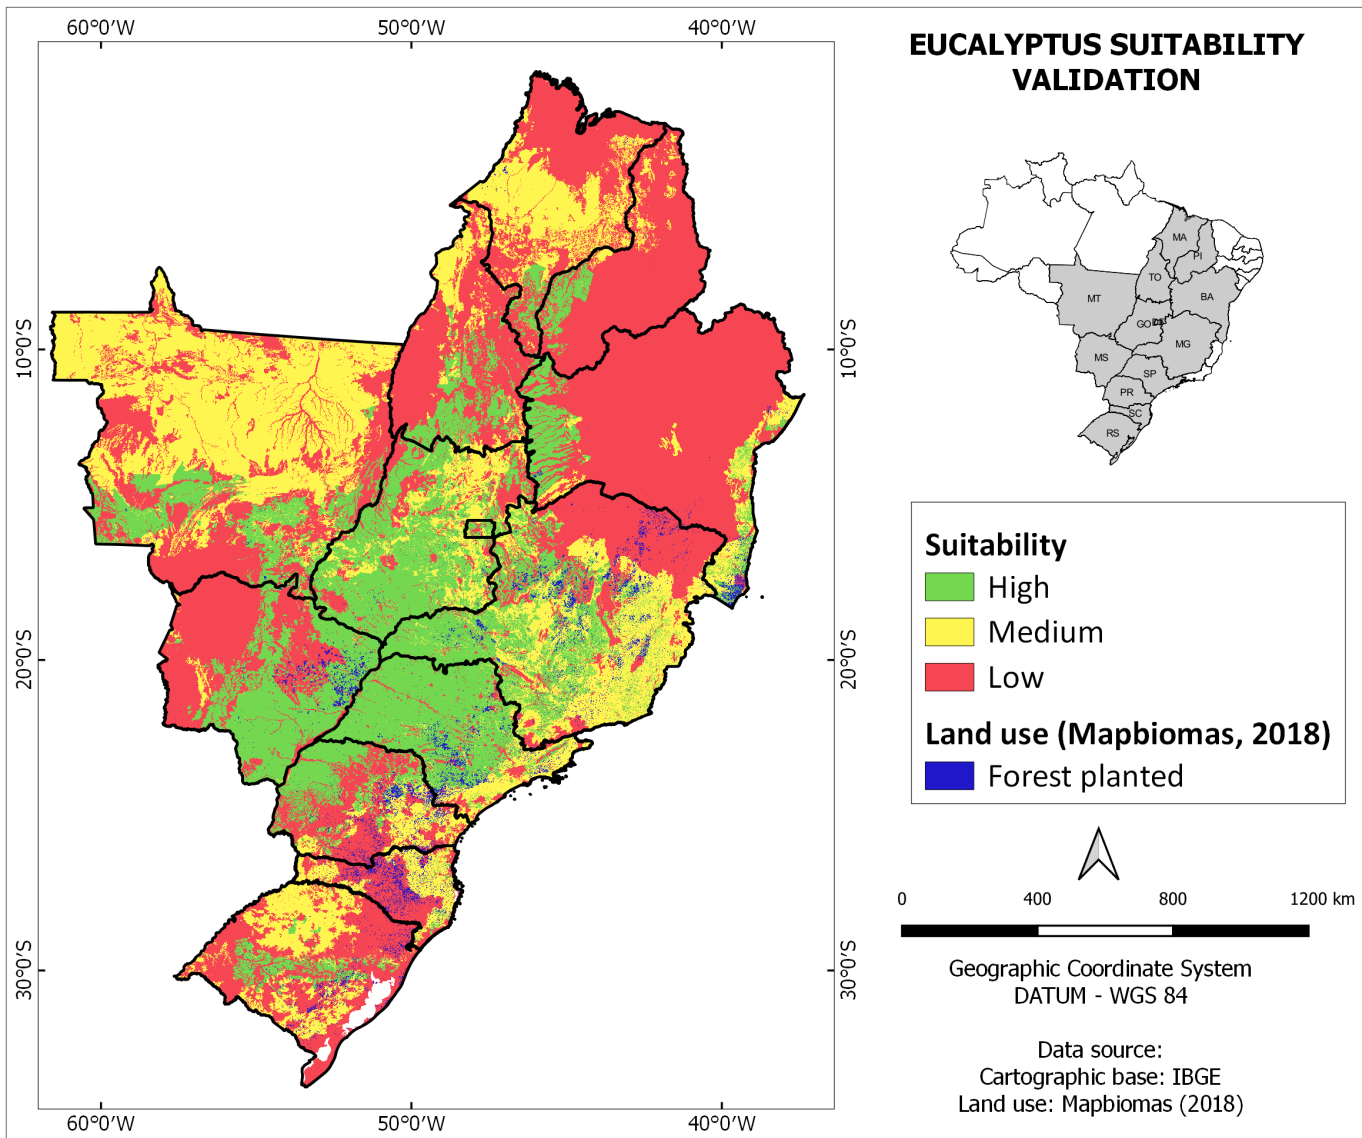 60°0'W 50°0'W 40°0'W
EUCALYPTUS SUITABILITY
VALIDATION
MA
PI
TO
MT
BA
GO
MG
MS
SP
PR
SC
RS
10°0'S 10°0'S
20°0'S 20°0'S
30°0'S 30°0'S
Suitability
High
Medium
Low
Land use (Mapbiomas, 2018)
Forest planted
0 400 800 1200 km
Geographic Coordinate System
DATUM - WGS 84
Data source:
Cartographic base: IBGE
Land use: Mapbiomas (2018)
60°0'W 50°0'W 40°0'W